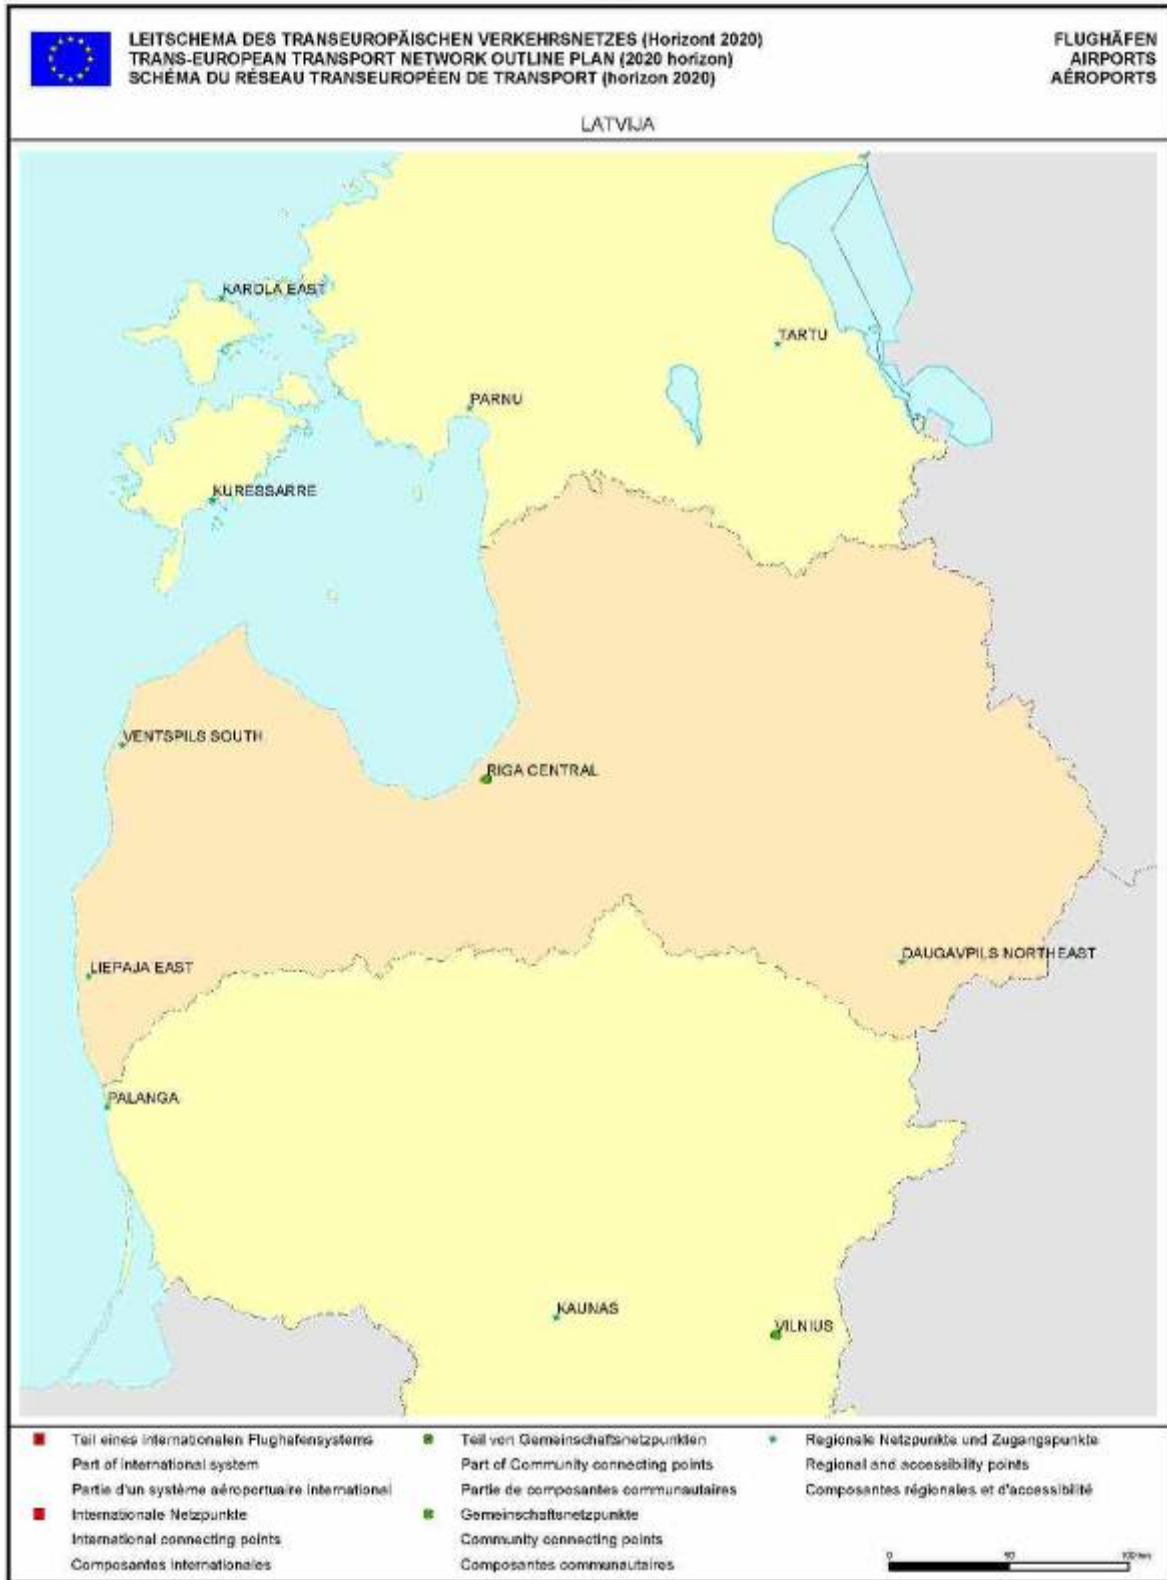 LEITSCHEMA DES TRANSEUROPÄISCHEN VERKEHRSNETZES (Horizont 2020)
TRANS-EUROPEAN TRANSPORT NETWORK OUTLINE PLAN (2020 horizon)
SCHÉMA DU RÉSEAU TRANSEUROPÉEN DE TRANSPORT (horizon 2020)
FLUGHÄFEN
AIRPORTS
AÉROPORTS
LATVIJA
KARDLA EAST
TARTU
PARNU
KURESSARRE
VENTSPILS SOUTH
RIGA CENTRAL
LIEPAJA EAST
DAUGAVPILS NORTHEAST
PALANGA
KAUNAS
VILNIUS
Teil eines internationalen Flughafensystems
Part of international system
Partie d'un système aéroportuaire international
Internationale Netzpunkte
International connecting points
Composantes internationales
Teil von Gemeinschaftsnetzpunkten
Part of Community connecting points
Partie de composantes communautaires
Gemeinschaftsnetzpunkte
Community connecting points
Composantes communautaires
Regionale Netzpunkte und Zugangspunkte
Regional and accessibility points
Composantes régionales et d'accessibilité
0 50 100 km